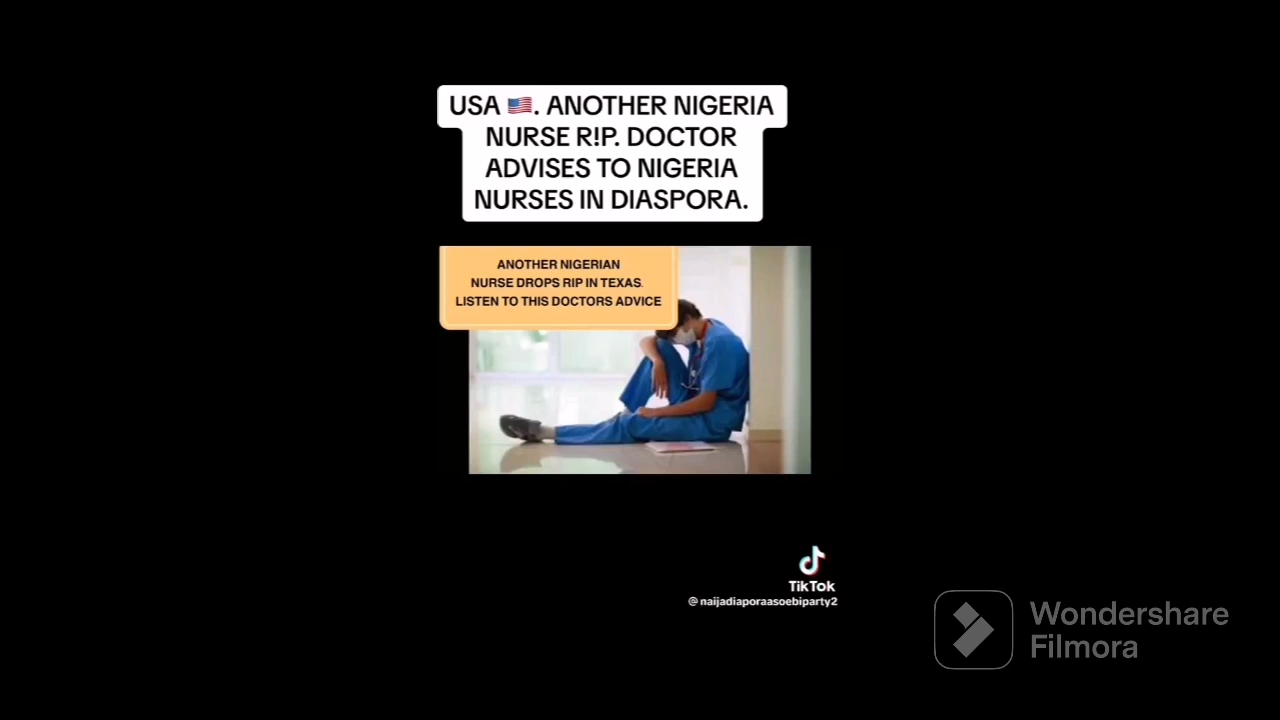 USA 🇺🇸. ANOTHER NIGERIA
NURSE R!P. DOCTOR
ADVISES TO NIGERIA
NURSES IN DIASPORA.
ANOTHER NIGERIAN
NURSE DROPS RIP IN TEXAS.
LISTEN TO THIS DOCTORS ADVICE
TikTok
@naijadiaporaasoebiparty2
Wondershare
Filmora